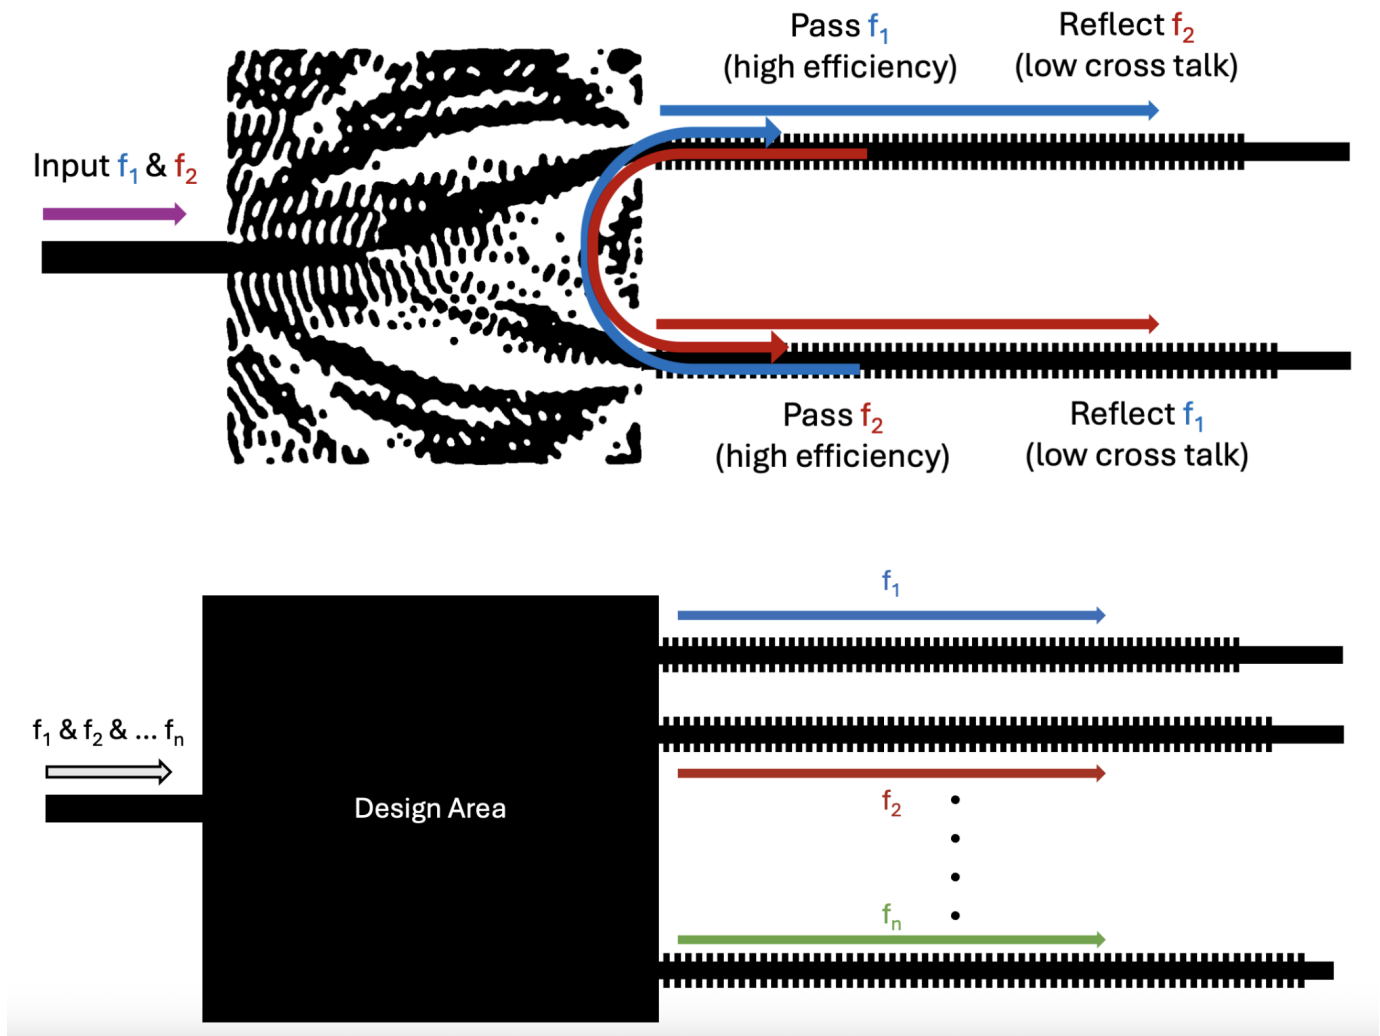 Pass f1
(high efficiency)
Reflect f2
(low cross talk)
Input f1 & f2
Pass f2
(high efficiency)
Reflect f1
(low cross talk)
f1
f1 & f2 & ... fn
Design Area
f2
fn